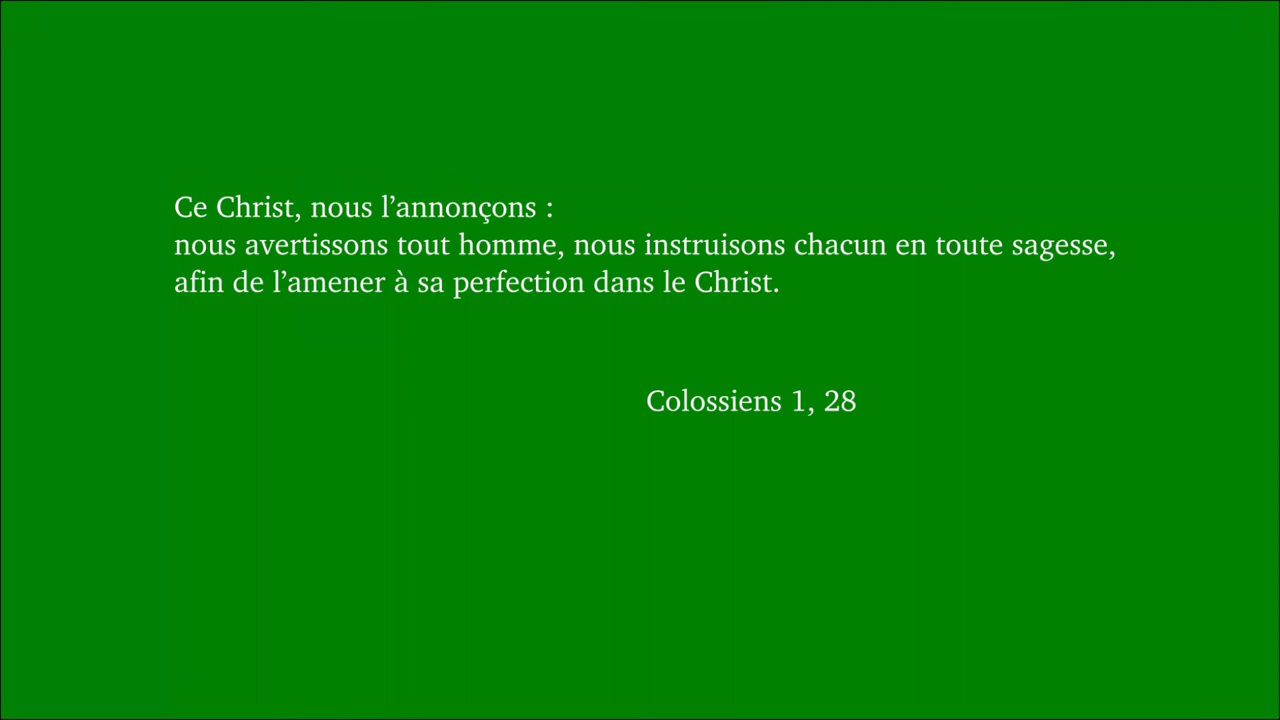 Ce Christ, nous l’annonçons :
nous avertissons tout homme, nous instruisons chacun en toute sagesse,
afin de l’amener à sa perfection dans le Christ.
Colossiens 1, 28